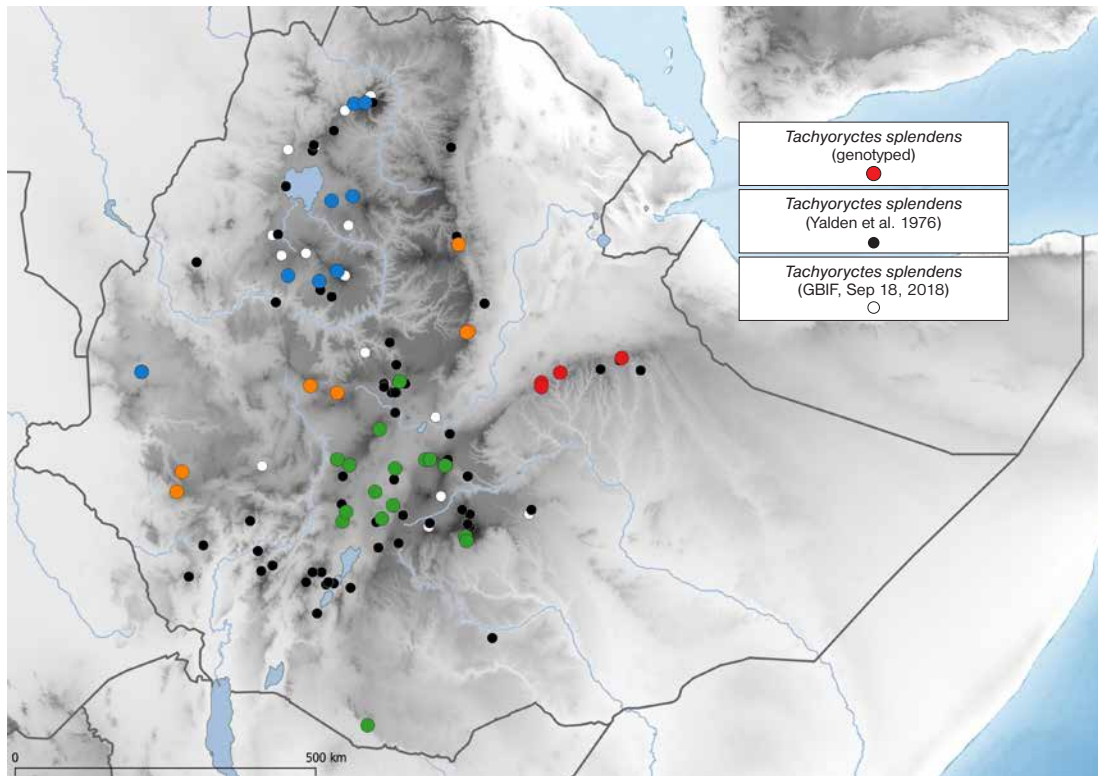 Tachyoryctes splendens
(genotyped)
Tachyoryctes splendens
(Yalden et al. 1976)
Tachyoryctes splendens
(GBIF, Sep 18, 2018)
0 500 km